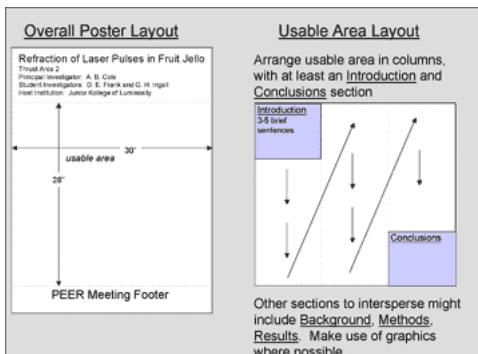 Overall Poster Layout
Refraction of Laser Pulses in Fruit Jello
Thrust Area 2
Principal Investigator: A. B. Cole
Student Investigators: D. E. Frank and G. H. Ingall
Host Institution: Junior Kollege of Luminosity
30"
usable area
28"
PEER Meeting Footer
Usable Area Layout
Arrange usable area in columns,
with at least an Introduction and
Conclusions section
Introduction
3-5 brief
sentences
Conclusions
Other sections to intersperse might
include Background, Methods,
Results. Make use of graphics
where possible